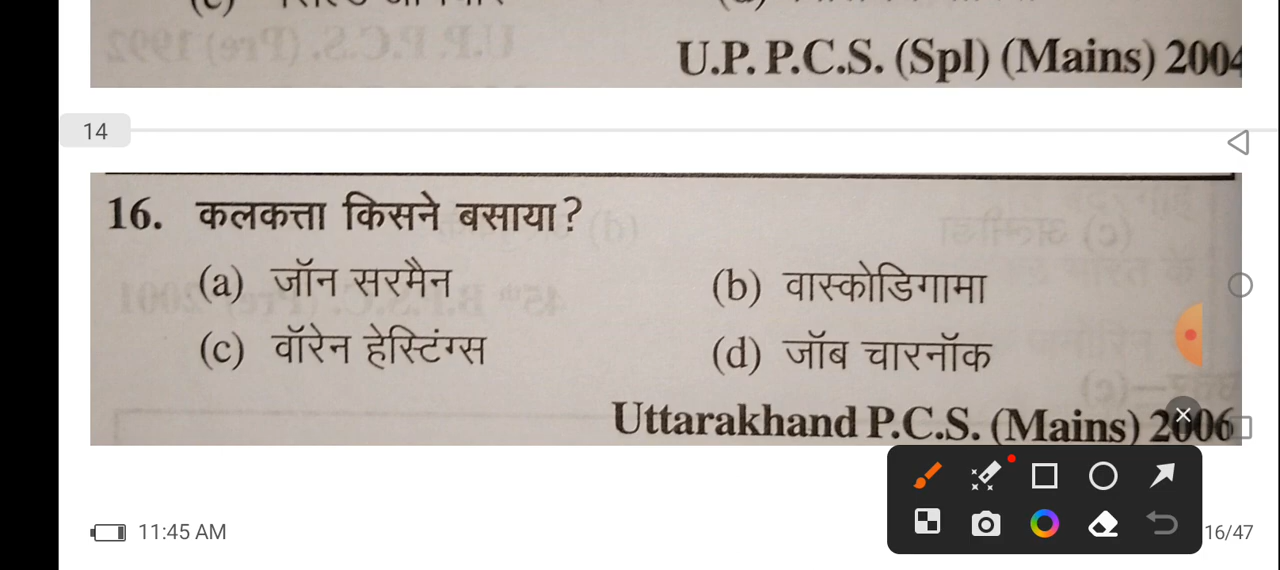 U.P. P.C.S. (Spl) (Mains) 2004
14
16. कलकत्ता किसने बसाया?
(a) जॉन सरमैन (b) वास्कोडिगामा
(c) वॉरेन हेस्टिंग्स (d) जॉब चारनॉक
Uttarakhand P.C.S. (Mains) 2006
11:45 AM 16/47